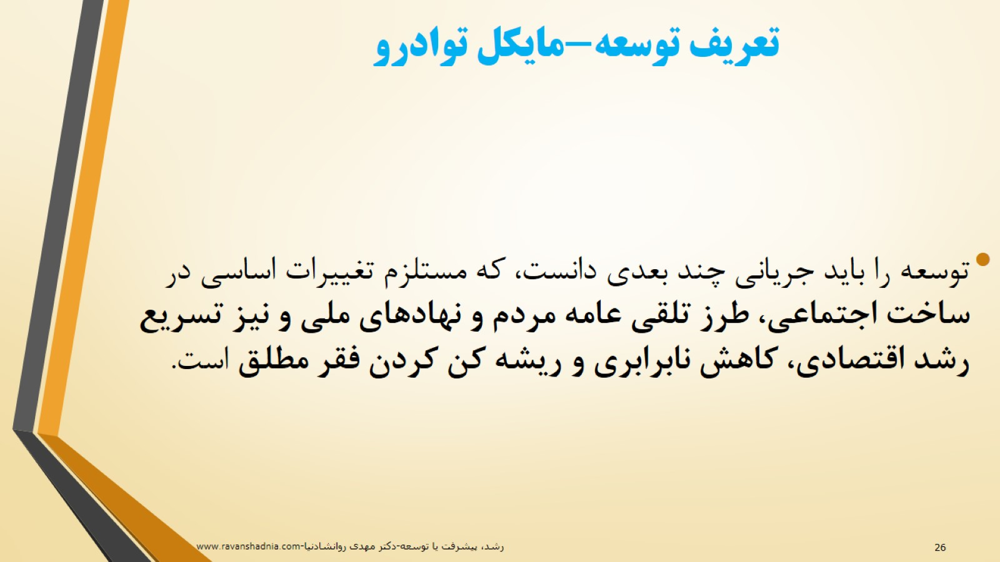 تعریف توسعه-مایکل توادرو
توسعه را باید جریانی چند بعدی دانست، که مستلزم تغییرات اساسی در
ساخت اجتماعی، طرز تلقی عامه مردم و نهادهای ملی و نیز تسریع
رشد اقتصادی، کاهش نابرابری و ریشه کن کردن فقر مطلق است.
رشد، پیشرفت یا توسعه-دکتر مهدی روانشادنیا-www.ravanshadnia.com
26